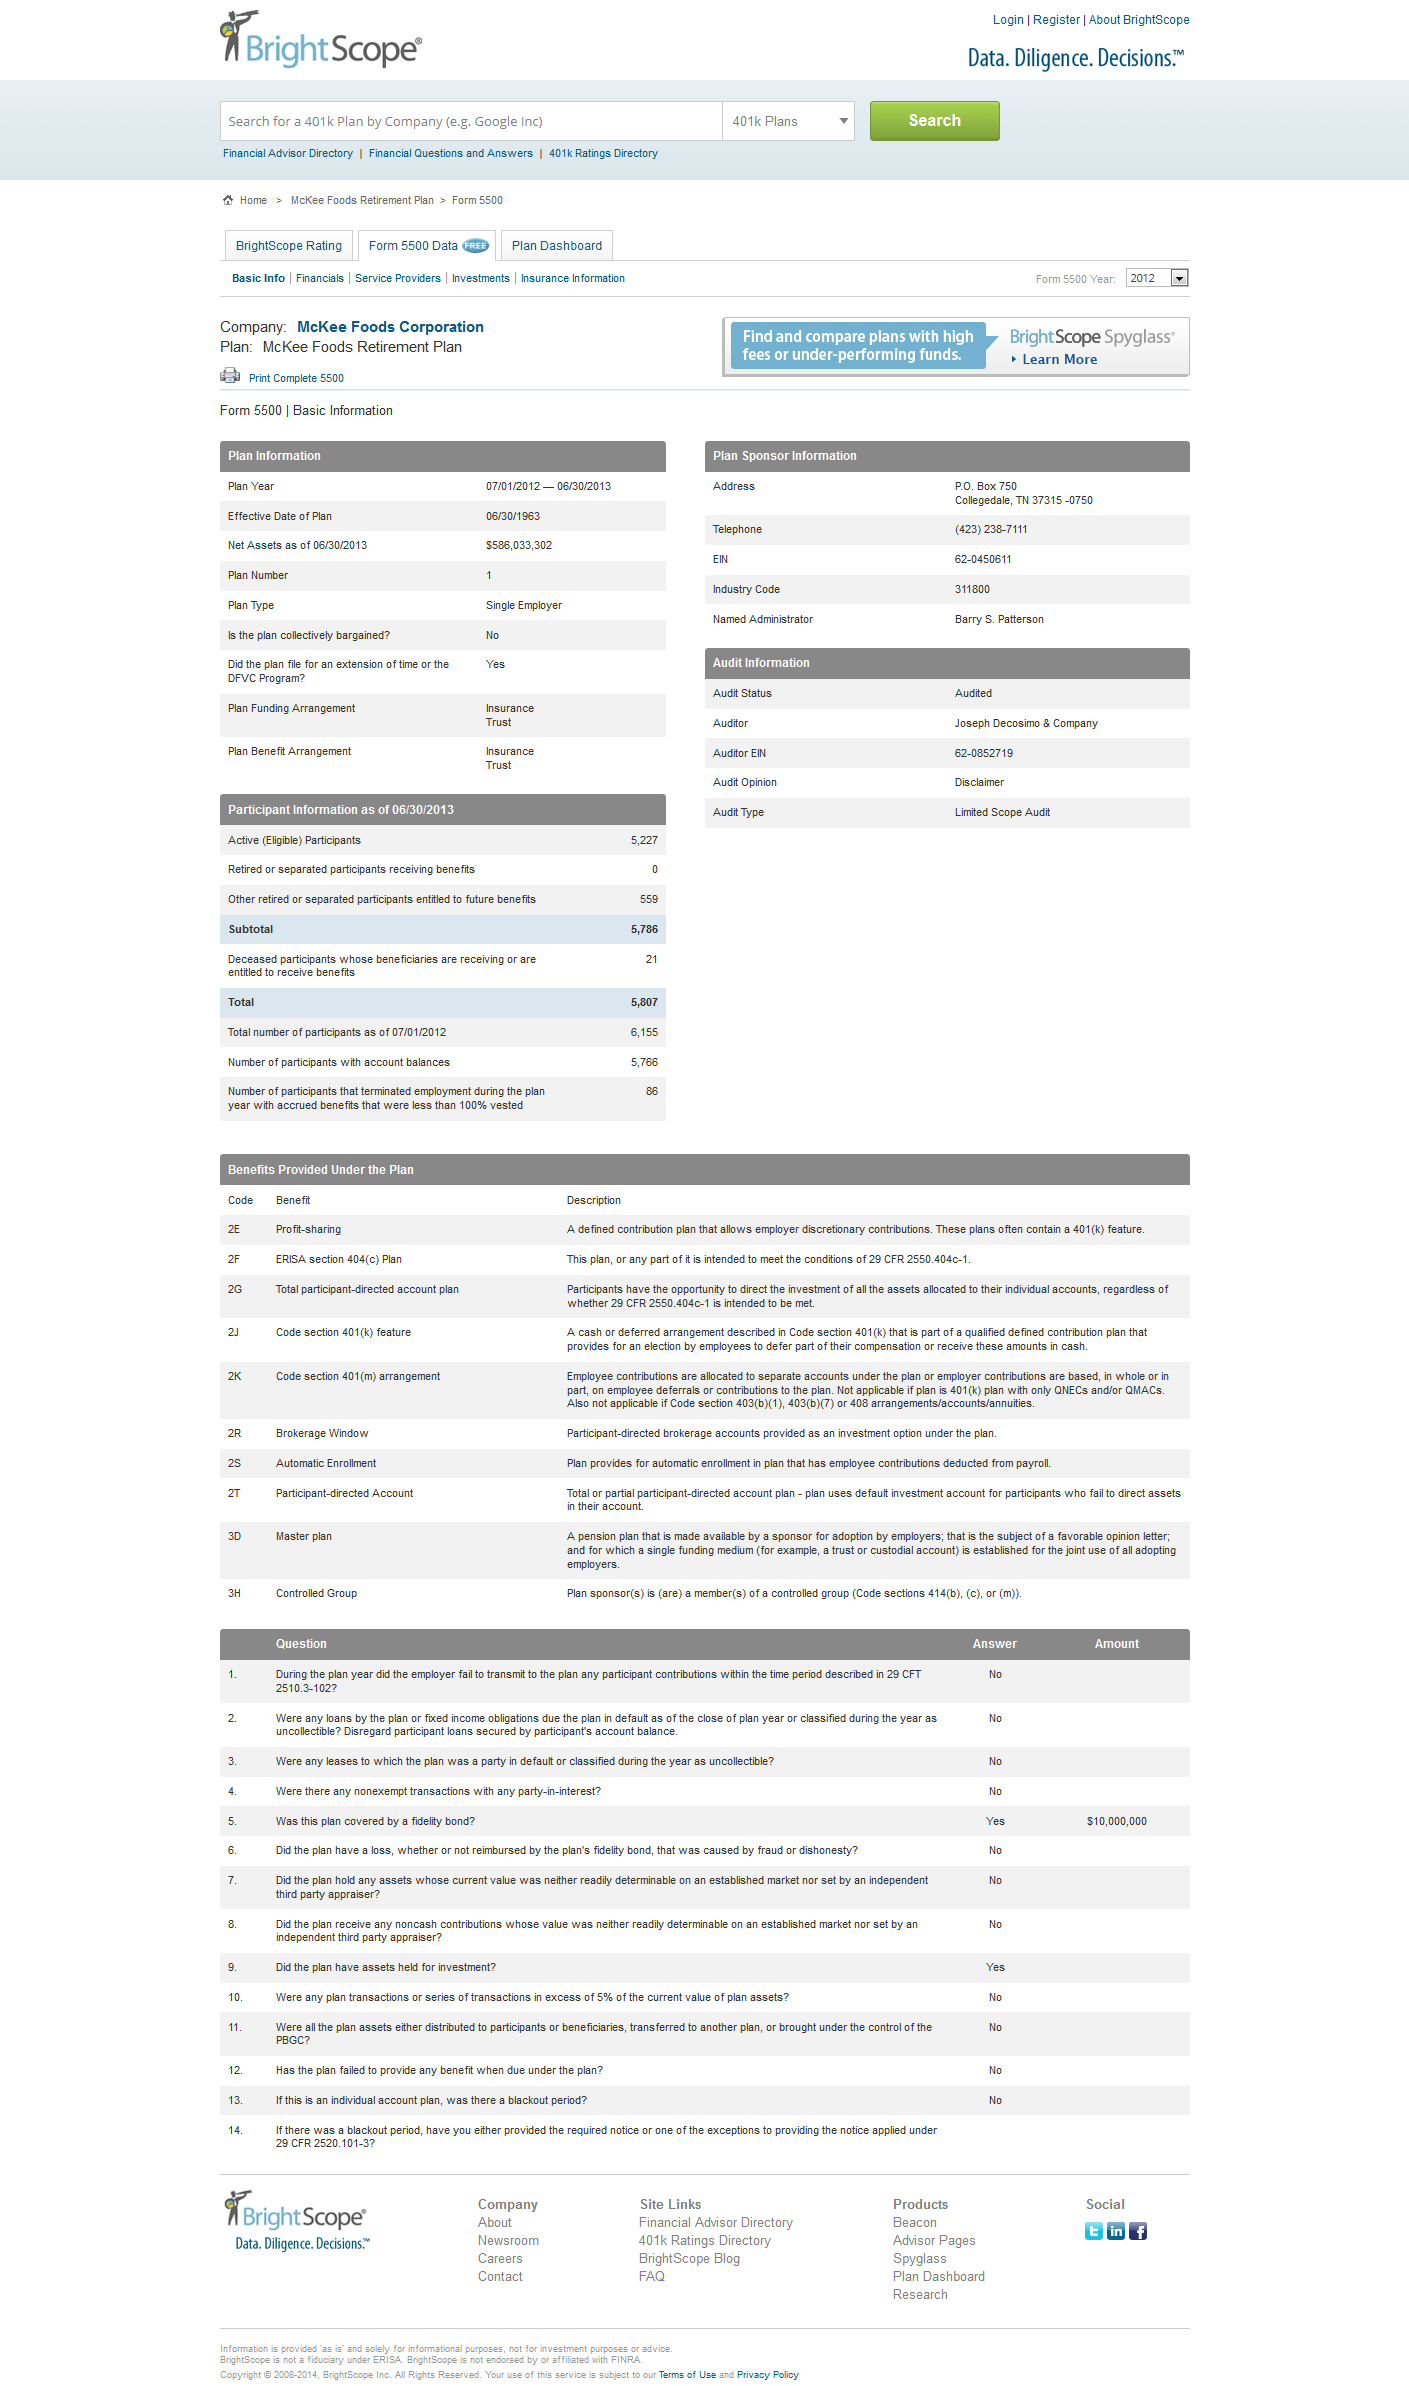 BrightScope®
Login | Register | About BrightScope
Data. Diligence. Decisions.™
Search for a 401k Plan by Company (e.g. Google Inc)
401k Plans
Search
Financial Advisor Directory | Financial Questions and Answers | 401k Ratings Directory
Home > McKee Foods Retirement Plan > Form 5500
BrightScope Rating
Form 5500 Data FREE
Plan Dashboard
Basic Info | Financials | Service Providers | Investments | Insurance Information
Form 5500 Year: 2012
Company: McKee Foods Corporation
Plan: McKee Foods Retirement Plan
Print Complete 5500
Find and compare plans with high
fees or under-performing funds.
BrightScope Spyglass®
Learn More
Form 5500 | Basic Information
Plan Information
Plan Year 07/01/2012 — 06/30/2013
Effective Date of Plan 06/30/1963
Net Assets as of 06/30/2013 $586,033,302
Plan Number 1
Plan Type Single Employer
Is the plan collectively bargained? No
Did the plan file for an extension of time or the Yes
DFVC Program?
Plan Funding Arrangement Insurance
Trust
Plan Benefit Arrangement Insurance
Trust
Participant Information as of 06/30/2013
Active (Eligible) Participants 5,227
Retired or separated participants receiving benefits 0
Other retired or separated participants entitled to future benefits 559
Subtotal 5,786
Deceased participants whose beneficiaries are receiving or are 21
entitled to receive benefits
Total 5,807
Total number of participants as of 07/01/2012 6,155
Number of participants with account balances 5,766
Number of participants that terminated employment during the plan 86
year with accrued benefits that were less than 100% vested
Plan Sponsor Information
Address P.O. Box 750
Collegedale, TN 37315 -0750
Telephone (423) 238-7111
EIN 62-0450611
Industry Code 311800
Named Administrator Barry S. Patterson
Audit Information
Audit Status Audited
Auditor Joseph Decosimo & Company
Auditor EIN 62-0852719
Audit Opinion Disclaimer
Audit Type Limited Scope Audit
Benefits Provided Under the Plan
Code Benefit Description
2E Profit-sharing A defined contribution plan that allows employer discretionary contributions. These plans often contain a 401(k) feature.
2F ERISA section 404(c) Plan This plan, or any part of it is intended to meet the conditions of 29 CFR 2550.404c-1.
2G Total participant-directed account plan Participants have the opportunity to direct the investment of all the assets allocated to their individual accounts, regardless of
whether 29 CFR 2550.404c-1 is intended to be met.
2J Code section 401(k) feature A cash or deferred arrangement described in Code section 401(k) that is part of a qualified defined contribution plan that
provides for an election by employees to defer part of their compensation or receive these amounts in cash.
2K Code section 401(m) arrangement Employee contributions are allocated to separate accounts under the plan or employer contributions are based, in whole or in
part, on employee deferrals or contributions to the plan. Not applicable if plan is 401(k) plan with only QNECs and/or QMACs.
Also not applicable if Code section 403(b)(1), 403(b)(7) or 408 arrangements/accounts/annuities.
2R Brokerage Window Participant-directed brokerage accounts provided as an investment option under the plan.
2S Automatic Enrollment Plan provides for automatic enrollment in plan that has employee contributions deducted from payroll.
2T Participant-directed Account Total or partial participant-directed account plan - plan uses default investment account for participants who fail to direct assets
in their account.
3D Master plan A pension plan that is made available by a sponsor for adoption by employers; that is the subject of a favorable opinion letter;
and for which a single funding medium (for example, a trust or custodial account) is established for the joint use of all adopting
employers.
3H Controlled Group Plan sponsor(s) is (are) a member(s) of a controlled group (Code sections 414(b), (c), or (m)).
Question Answer Amount
1. During the plan year did the employer fail to transmit to the plan any participant contributions within the time period described in 29 CFT No
2510.3-102?
2. Were any loans by the plan or fixed income obligations due the plan in default as of the close of plan year or classified during the year as No
uncollectible? Disregard participant loans secured by participant's account balance.
3. Were any leases to which the plan was a party in default or classified during the year as uncollectible? No
4. Were there any nonexempt transactions with any party-in-interest? No
5. Was this plan covered by a fidelity bond? Yes $10,000,000
6. Did the plan have a loss, whether or not reimbursed by the plan's fidelity bond, that was caused by fraud or dishonesty? No
7. Did the plan hold any assets whose current value was neither readily determinable on an established market nor set by an independent No
third party appraiser?
8. Did the plan receive any noncash contributions whose value was neither readily determinable on an established market nor set by an No
independent third party appraiser?
9. Did the plan have assets held for investment? Yes
10. Were any plan transactions or series of transactions in excess of 5% of the current value of plan assets? No
11. Were all the plan assets either distributed to participants or beneficiaries, transferred to another plan, or brought under the control of the No
PBGC?
12. Has the plan failed to provide any benefit when due under the plan? No
13. If this is an individual account plan, was there a blackout period? No
14. If there was a blackout period, have you either provided the required notice or one of the exceptions to providing the notice applied under
29 CFR 2520.101-3?
BrightScope®
Data. Diligence. Decisions.™
Company
About
Newsroom
Careers
Contact
Site Links
Financial Advisor Directory
401k Ratings Directory
BrightScope Blog
FAQ
Products
Beacon
Advisor Pages
Spyglass
Plan Dashboard
Research
Social
Information is provided 'as is' and solely for informational purposes, not for investment purposes or advice.
BrightScope is not a fiduciary under ERISA. BrightScope is not endorsed by or affiliated with FINRA.
Copyright © 2008-2014, BrightScope Inc. All Rights Reserved. Your use of this service is subject to our Terms of Use and Privacy Policy